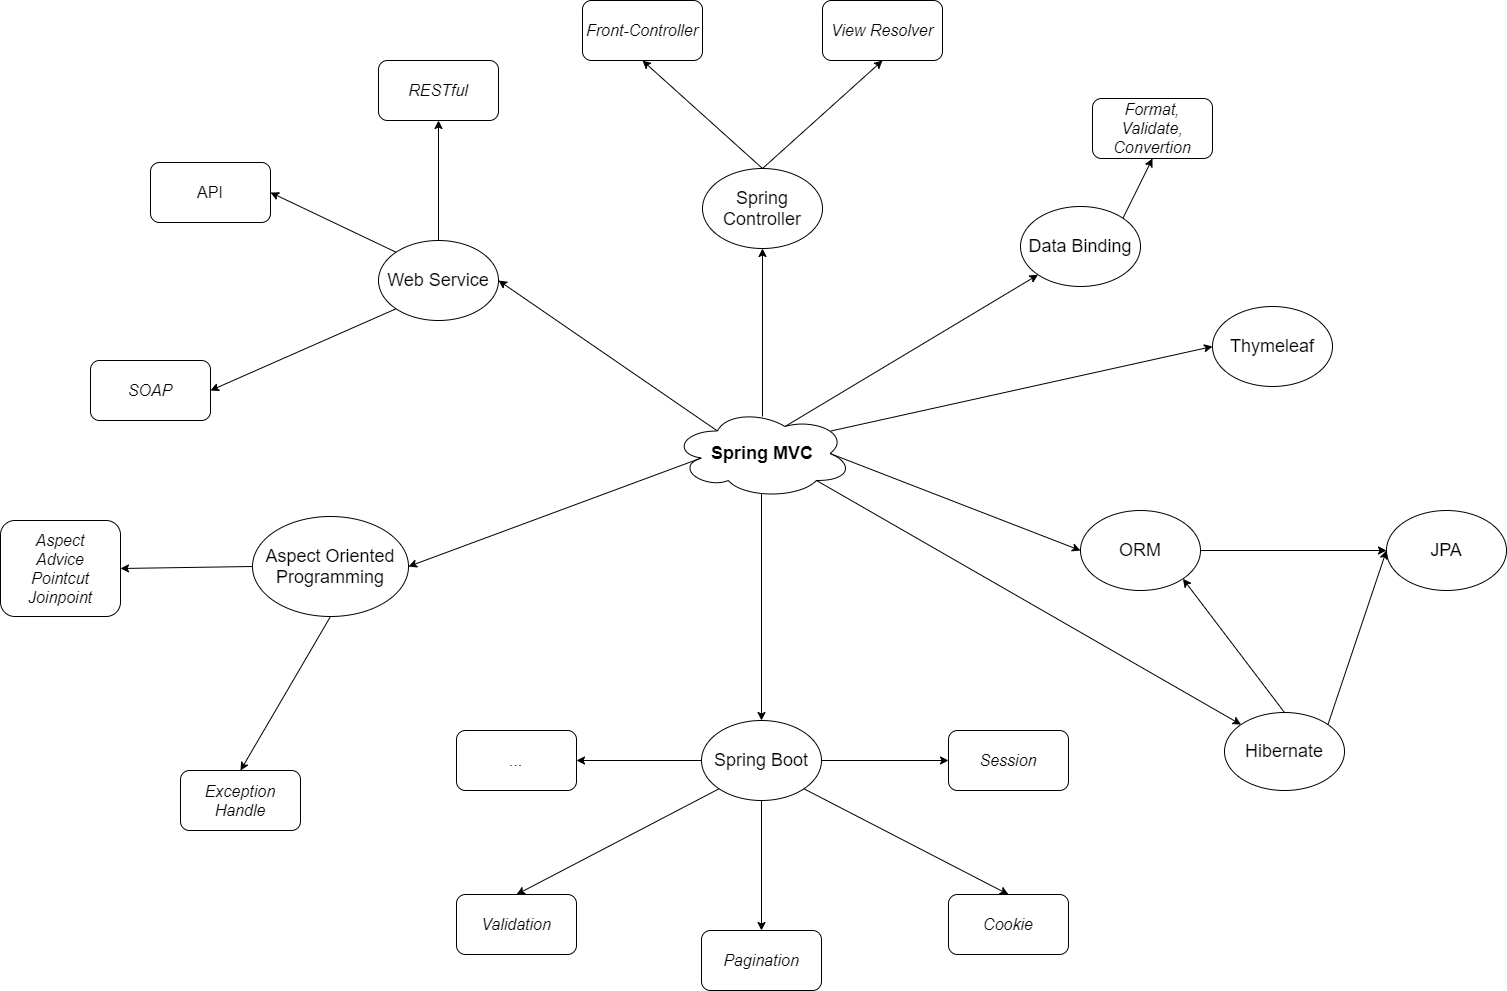 Front-Controller
View Resolver
RESTful
Format,
Validate,
Convertion
API
Spring
Controller
Data Binding
Web Service
Thymeleaf
SOAP
Spring MVC
Aspect
Advice
Pointcut
Joinpoint
Aspect Oriented
Programming
ORM
JPA
Exception
Handle
...
Spring Boot
Session
Hibernate
Validation
Pagination
Cookie